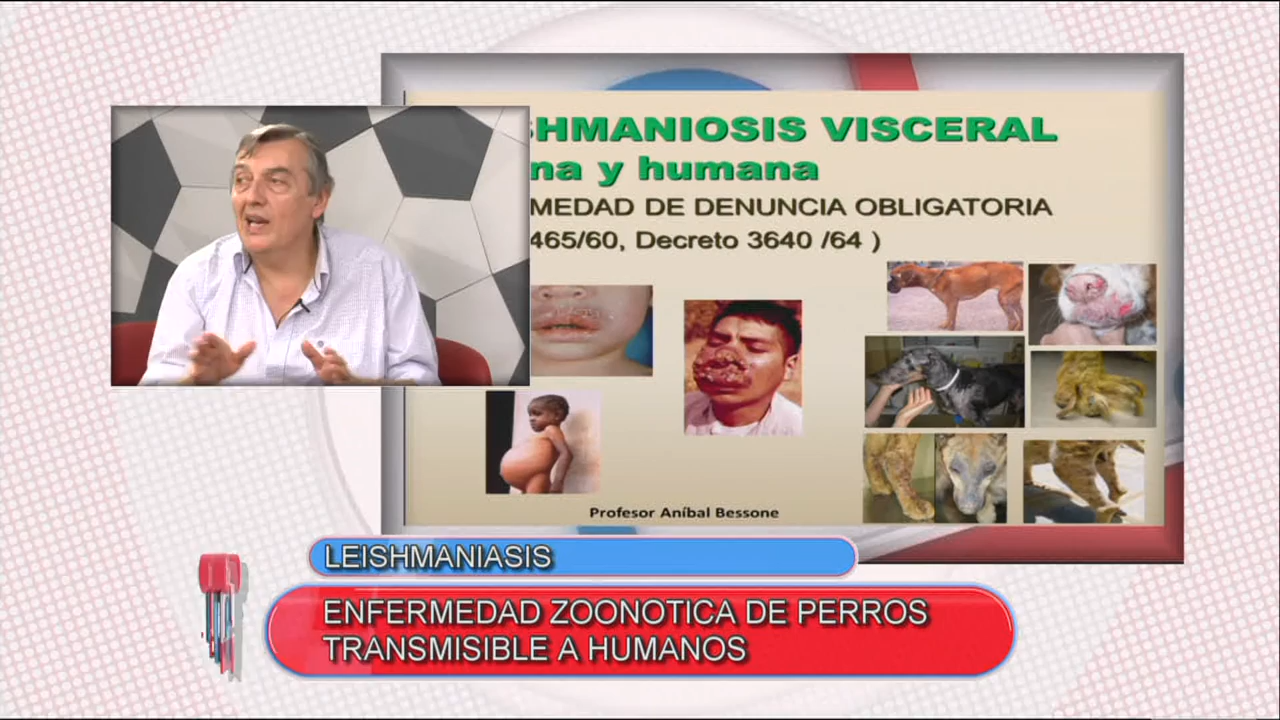 SHMANIOSIS VISCERAL
na y humana
MEDAD DE DENUNCIA OBLIGATORIA
465/60, Decreto 3640 /64 )
Profesor Aníbal Bessone
LEISHMANIASIS
ENFERMEDAD ZOONOTICA DE PERROS
TRANSMISIBLE A HUMANOS